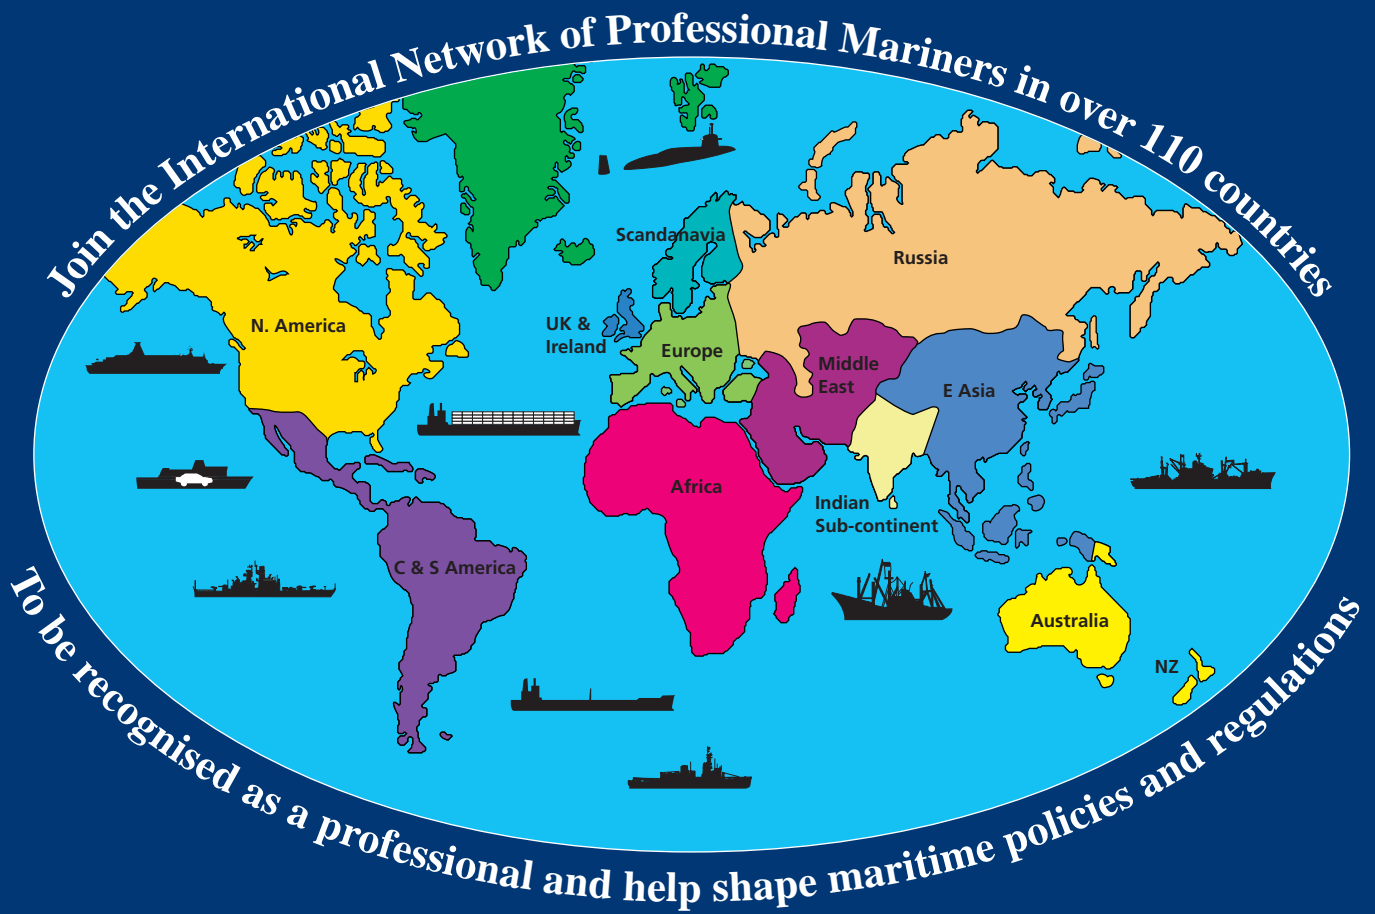 Join the International Network of Professional Mariners in over 110 countries
Scandanavia
Russia
N. America
UK &
Ireland
Europe
Middle
East
E Asia
Africa
Indian
Sub-continent
C & S America
Australia
NZ
To be recognised as a professional and help shape maritime policies and regulations